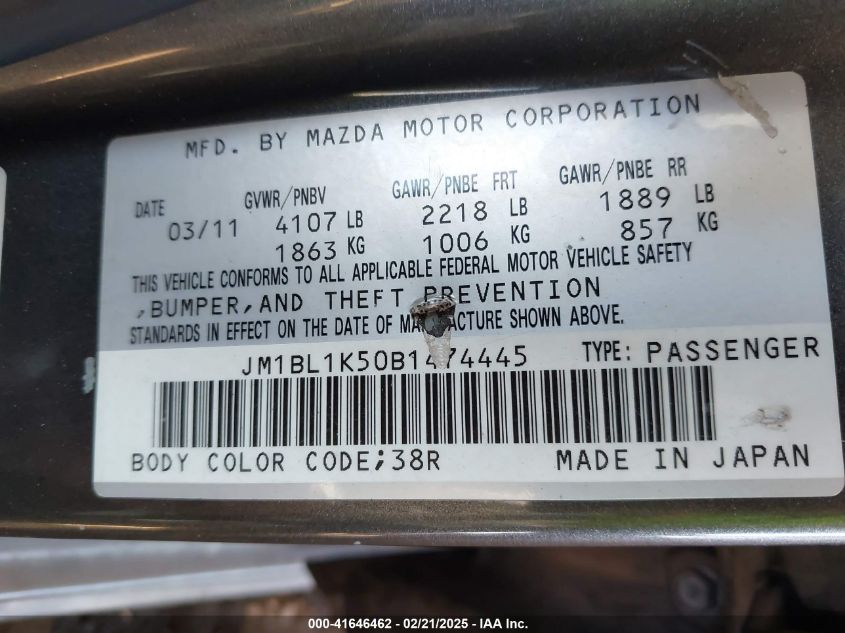 MFD. BY MAZDA MOTOR CORPORATION
DATE GVWR/PNBV GAWR/PNBE FRT GAWR/PNBE RR
03/11 4107 LB 2218 LB 1889 LB
1863 KG 1006 KG 857 KG
THIS VEHICLE CONFORMS TO ALL APPLICABLE FEDERAL MOTOR VEHICLE SAFETY
,BUMPER,AND THEFT PREVENTION
STANDARDS IN EFFECT ON THE DATE OF MANUFACTURE SHOWN ABOVE.
JM1BL1K50B1474445 TYPE: PASSENGER
BODY COLOR CODE;38R MADE IN JAPAN
000-41646462 - 02/21/2025 - IAA Inc.